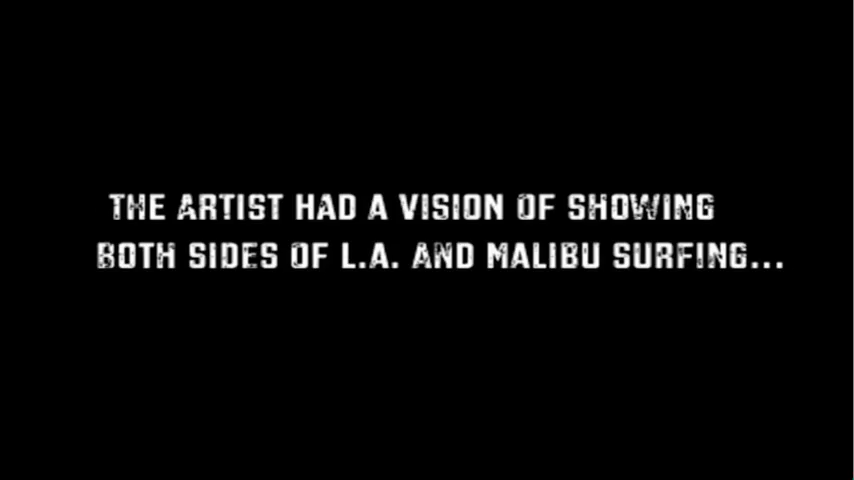 THE ARTIST HAD A VISION OF SHOWING
BOTH SIDES OF L.A. AND MALIBU SURFING...